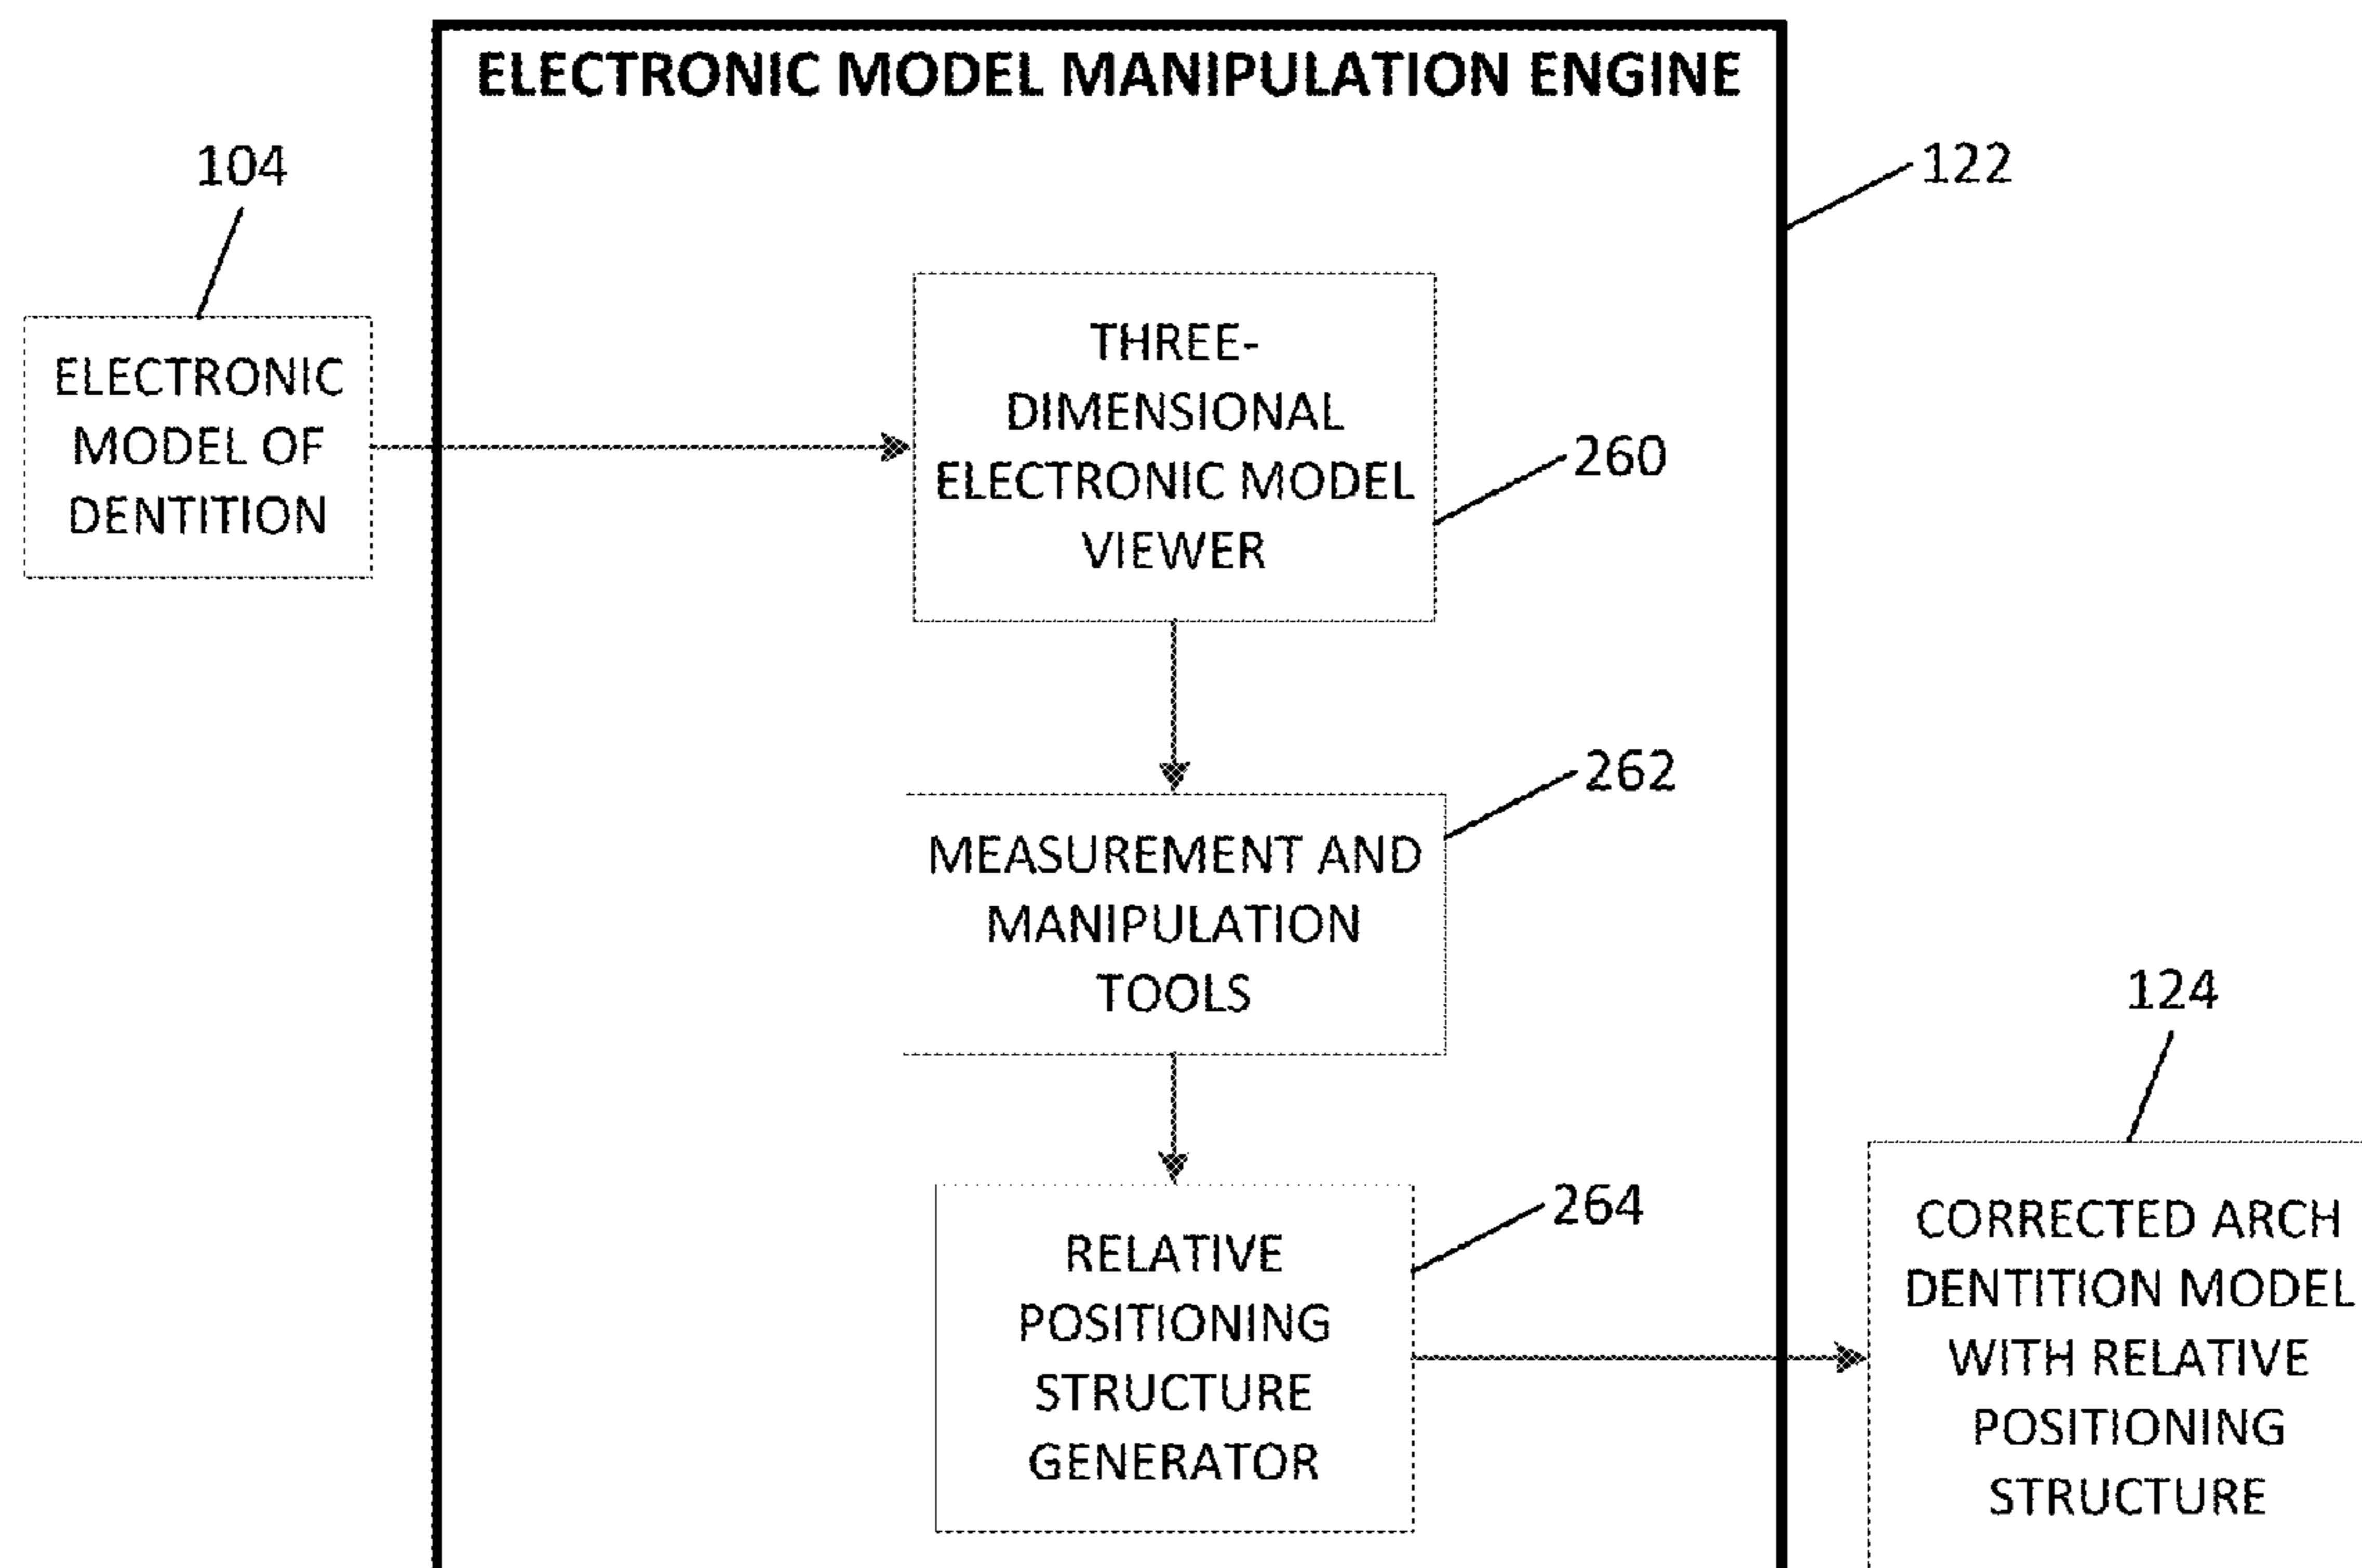 ELECTRONIC MODEL MANIPULATION ENGINE
104
122
ELECTRONIC
MODEL OF
DENTITION
THREE-
DIMENSIONAL
ELECTRONIC MODEL
VIEWER
260
262
MEASUREMENT AND
MANIPULATION
TOOLS
124
264
RELATIVE
POSITIONING
STRUCTURE
GENERATOR
CORRECTED ARCH
DENTITION MODEL
WITH RELATIVE
POSITIONING
STRUCTURE